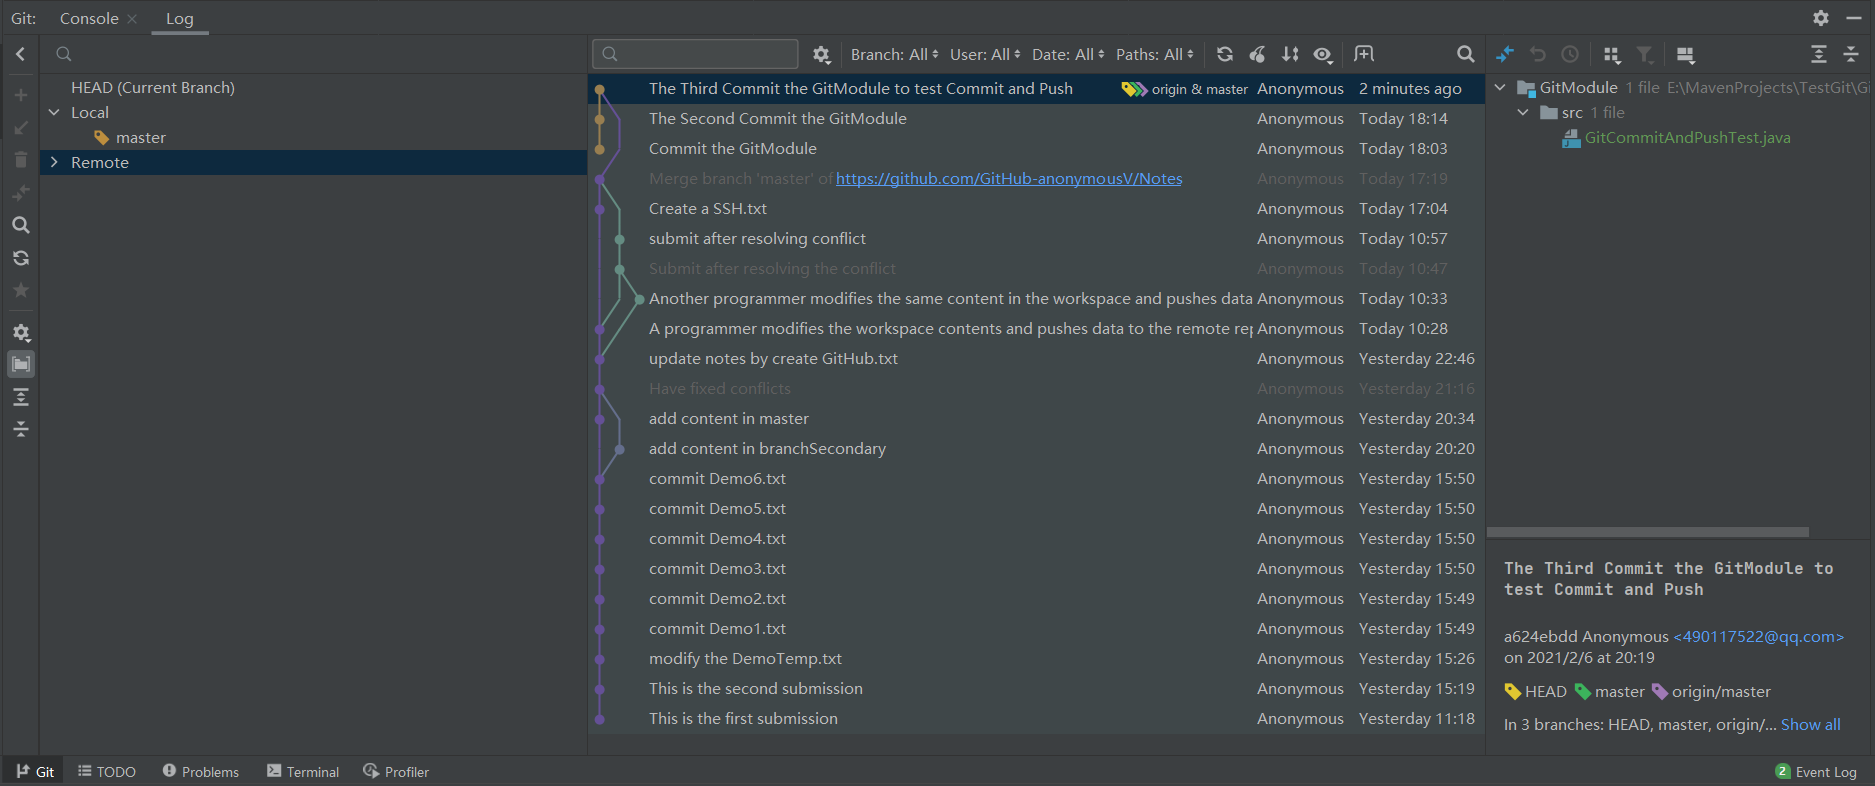 Git: Console Log
Branch: All User: All Date: All Paths: All
HEAD (Current Branch)
Local
master
Remote
The Third Commit the GitModule to test Commit and Push origin & master Anonymous 2 minutes ago
The Second Commit the GitModule Anonymous Today 18:14
Commit the GitModule Anonymous Today 18:03
Merge branch 'master' of https://github.com/GitHub-anonymousV/Notes Anonymous Today 17:19
Create a SSH.txt Anonymous Today 17:04
submit after resolving conflict Anonymous Today 10:57
Submit after resolving the conflict Anonymous Today 10:47
Another programmer modifies the same content in the workspace and pushes data Anonymous Today 10:33
A programmer modifies the workspace contents and pushes data to the remote rep Anonymous Today 10:28
update notes by create GitHub.txt Anonymous Yesterday 22:46
Have fixed conflicts Anonymous Yesterday 21:16
add content in master Anonymous Yesterday 20:34
add content in branchSecondary Anonymous Yesterday 20:20
commit Demo6.txt Anonymous Yesterday 15:50
commit Demo5.txt Anonymous Yesterday 15:50
commit Demo4.txt Anonymous Yesterday 15:50
commit Demo3.txt Anonymous Yesterday 15:50
commit Demo2.txt Anonymous Yesterday 15:49
commit Demo1.txt Anonymous Yesterday 15:49
modify the DemoTemp.txt Anonymous Yesterday 15:26
This is the second submission Anonymous Yesterday 15:19
This is the first submission Anonymous Yesterday 11:18
GitModule 1 file E:\MavenProjects\TestGit\G
src 1 file
GitCommitAndPushTest.java
The Third Commit the GitModule to
test Commit and Push
a624ebdd Anonymous <490117522@qq.com>
on 2021/2/6 at 20:19
HEAD master origin/master
In 3 branches: HEAD, master, origin/... Show all
Git TODO Problems Terminal Profiler 2 Event Log